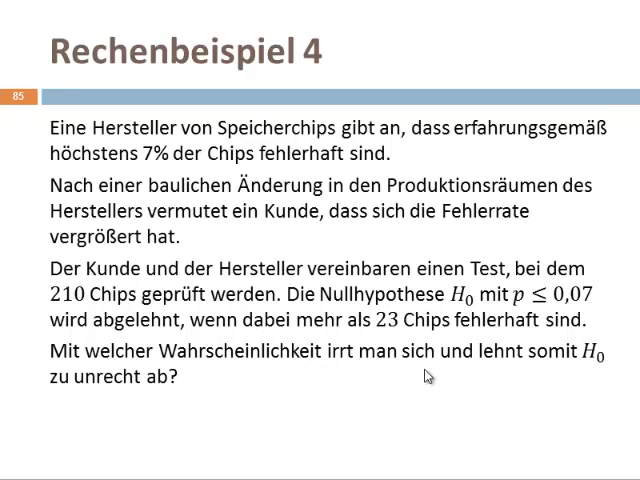 Rechenbeispiel 4
85
Eine Hersteller von Speicherchips gibt an, dass erfahrungsgemäß
höchstens 7% der Chips fehlerhaft sind.
Nach einer baulichen Änderung in den Produktionsräumen des
Herstellers vermutet ein Kunde, dass sich die Fehlerrate
vergrößert hat.
Der Kunde und der Hersteller vereinbaren einen Test, bei dem
210 Chips geprüft werden. Die Nullhypothese H₀ mit p ≤ 0,07
wird abgelehnt, wenn dabei mehr als 23 Chips fehlerhaft sind.
Mit welcher Wahrscheinlichkeit irrt man sich und lehnt somit H₀
zu unrecht ab?